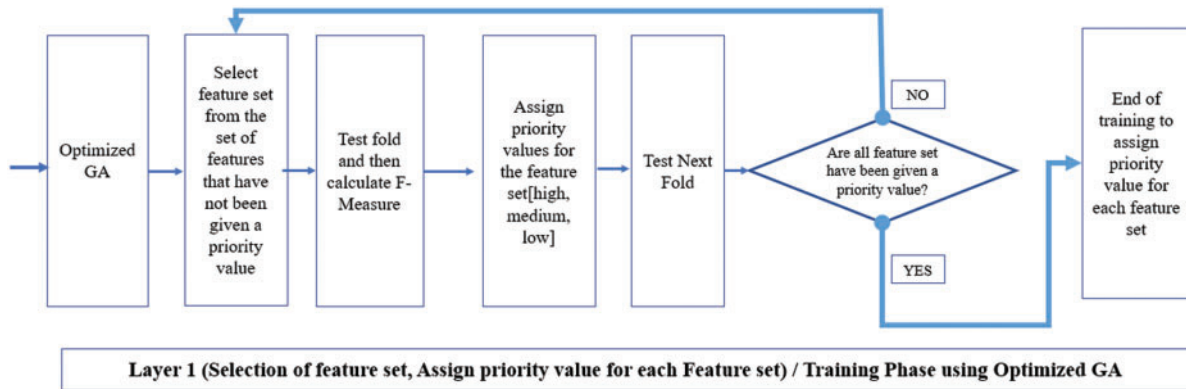 Optimized
GA
Select
feature set
from the
set of
features
that have
not been
given a
priority
value
Test fold
and then
calculate F-
Measure
Assign
priority
values for
the feature
set[high,
medium,
low]
Test Next
Fold
NO
Are all feature set
have been given a
priority value?
YES
End of
training to
assign
priority
value for
each feature
set
Layer 1 (Selection of feature set, Assign priority value for each Feature set) / Training Phase using Optimized GA